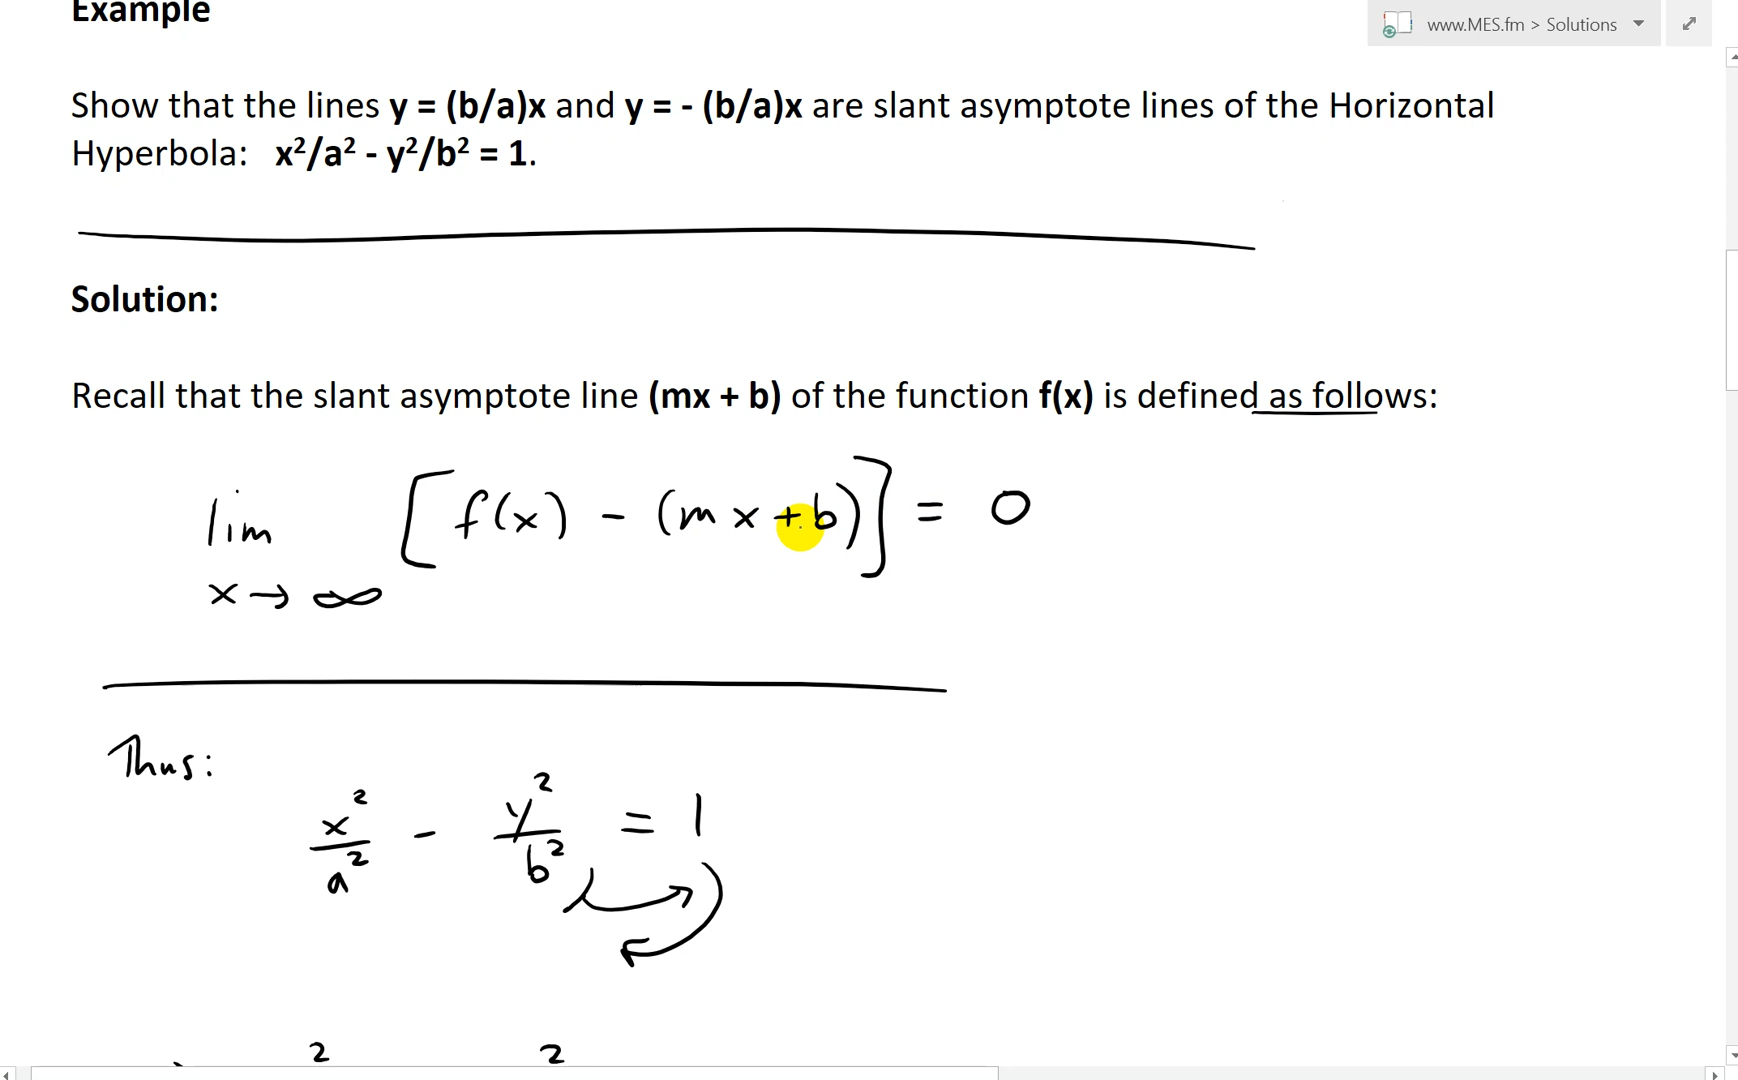 Example
www.MES.fm > Solutions
Show that the lines y = (b/a)x and y = - (b/a)x are slant asymptote lines of the Horizontal
Hyperbola: x²/a² - y²/b² = 1.
Solution:
Recall that the slant asymptote line (mx + b) of the function f(x) is defined as follows:
lim [f(x) - (mx+b)] = 0
x → ∞
Thus:
x²/a² - y²/b² = 1
2 2